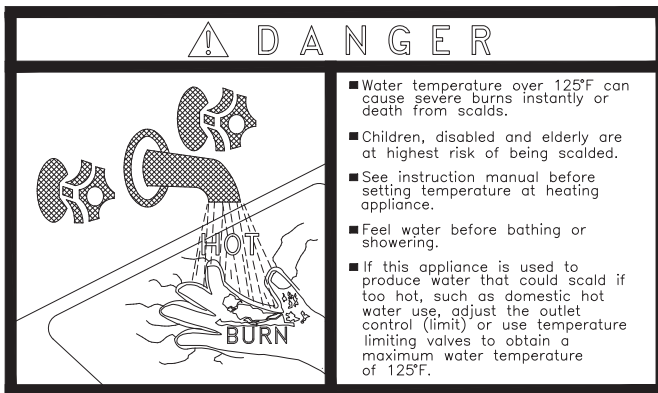 DANGER
HOT
BURN
■ Water temperature over 125°F can
cause severe burns instantly or
death from scalds.
■ Children, disabled and elderly are
at highest risk of being scalded.
■ See instruction manual before
setting temperature at heating
appliance.
■ Feel water before bathing or
showering.
■ If this appliance is used to
produce water that could scald if
too hot, such as domestic hot
water use, adjust the outlet
control (limit) or use temperature
limiting valves to obtain a
maximum water temperature
of 125°F.